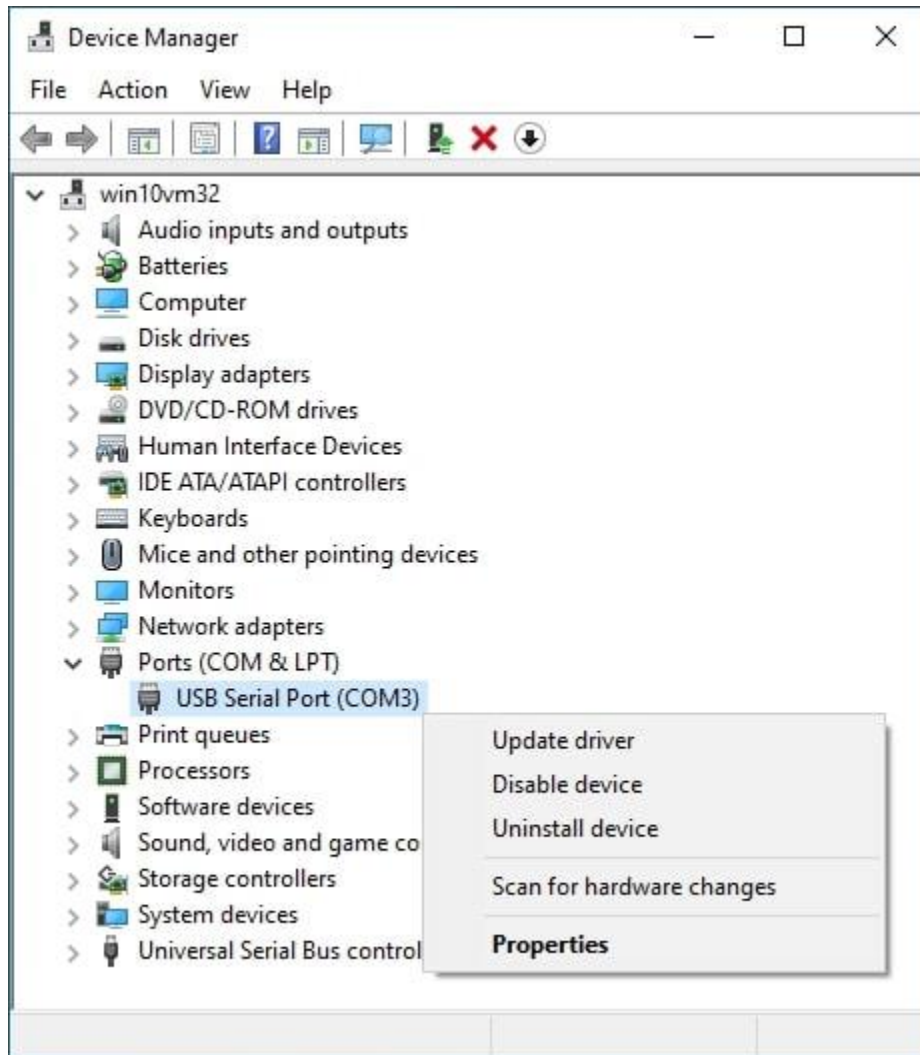 Device Manager
File Action View Help
win10vm32
Audio inputs and outputs
Batteries
Computer
Disk drives
Display adapters
DVD/CD-ROM drives
Human Interface Devices
IDE ATA/ATAPI controllers
Keyboards
Mice and other pointing devices
Monitors
Network adapters
Ports (COM & LPT)
USB Serial Port (COM3)
Print queues
Processors
Software devices
Sound, video and game co
Storage controllers
System devices
Universal Serial Bus control
Update driver
Disable device
Uninstall device
Scan for hardware changes
Properties